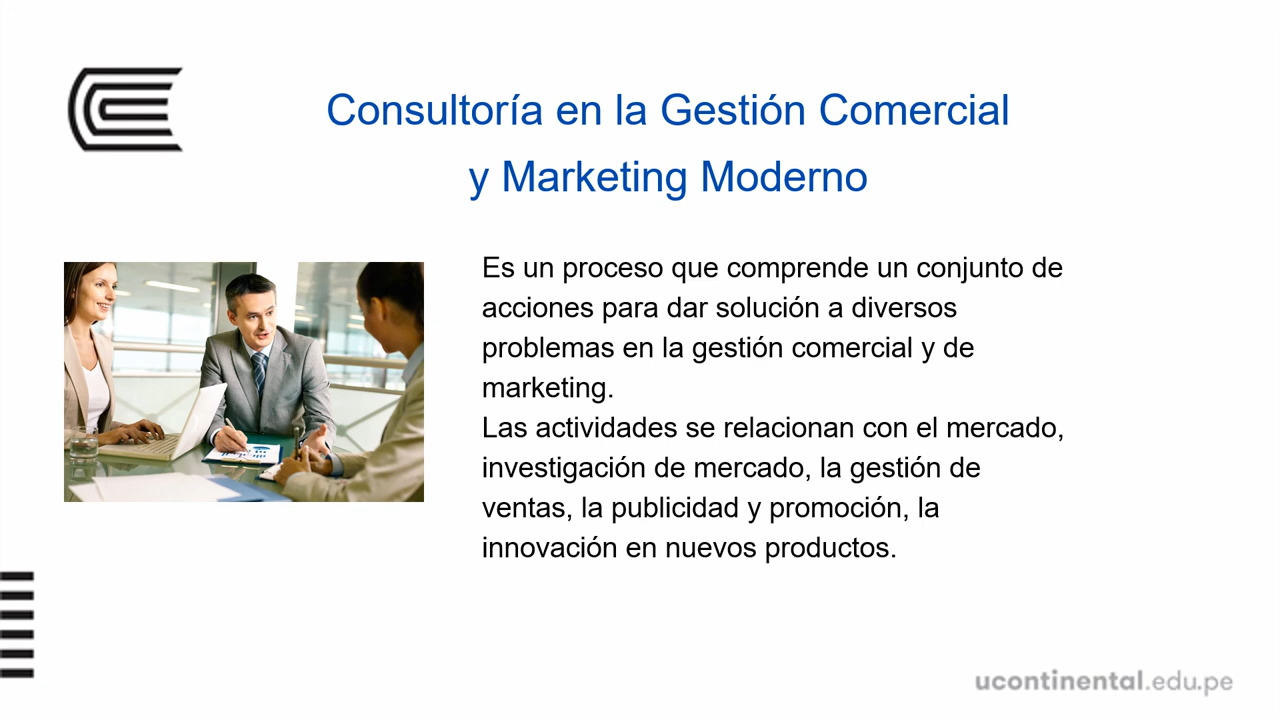 Consultoría en la Gestión Comercial
y Marketing Moderno
Es un proceso que comprende un conjunto de
acciones para dar solución a diversos
problemas en la gestión comercial y de
marketing.
Las actividades se relacionan con el mercado,
investigación de mercado, la gestión de
ventas, la publicidad y promoción, la
innovación en nuevos productos.
ucontinental.edu.pe